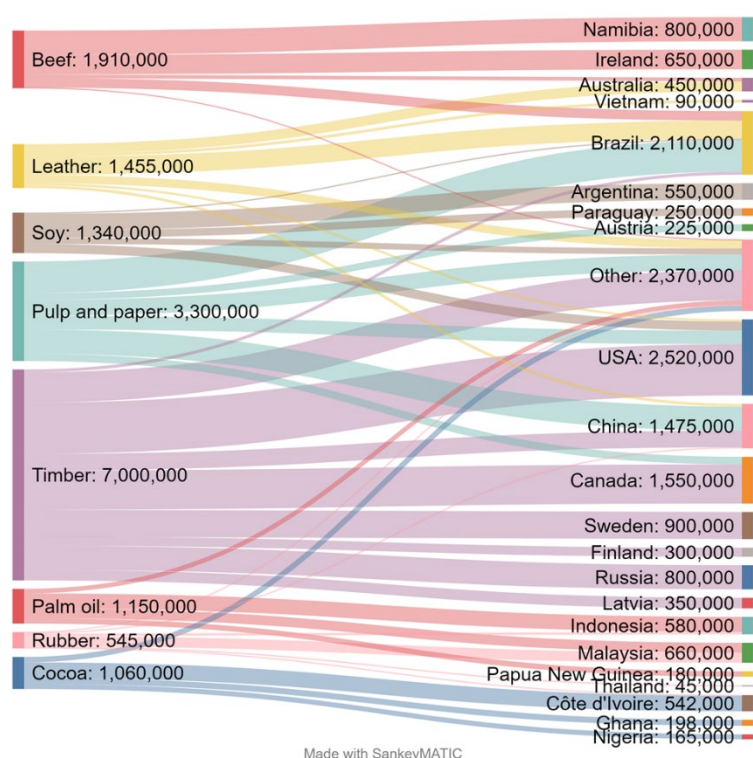 Namibia: 800,000
Beef: 1,910,000
Ireland: 650,000
Australia: 450,000
Vietnam: 90,000
Brazil: 2,110,000
Leather: 1,455,000
Argentina: 550,000
Paraguay: 250,000
Soy: 1,340,000
Austria: 225,000
Other: 2,370,000
Pulp and paper: 3,300,000
USA: 2,520,000
China: 1,475,000
Timber: 7,000,000
Canada: 1,550,000
Sweden: 900,000
Finland: 300,000
Russia: 800,000
Latvia: 350,000
Palm oil: 1,150,000
Indonesia: 580,000
Rubber: 545,000
Malaysia: 660,000
Cocoa: 1,060,000
Papua New Guinea: 180,000
Thailand: 45,000
Côte d'Ivoire: 542,000
Ghana: 198,000
Nigeria: 165,000
Made with SankeyMATIC